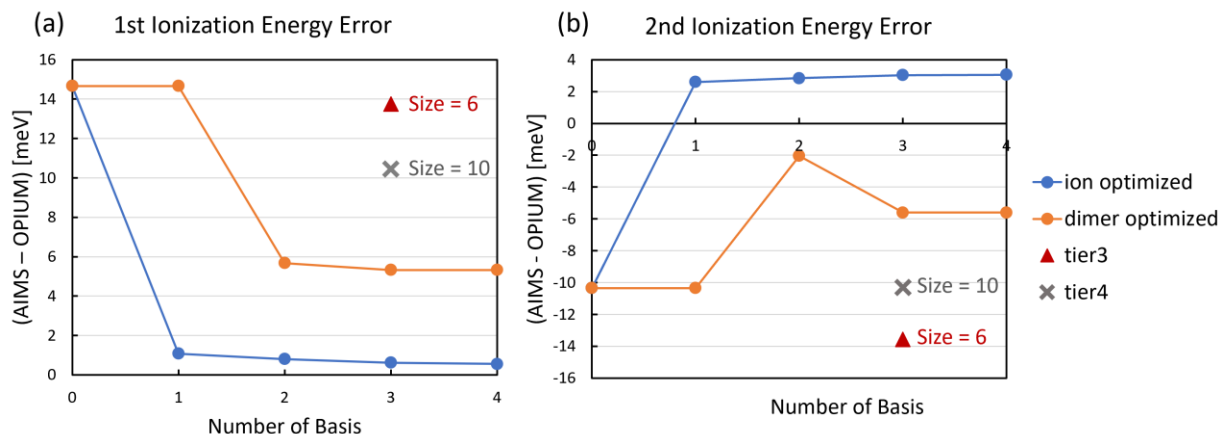 (a) 1st Ionization Energy Error
(AIMS – OPIUM) [meV]
16
14
12
10
8
6
4
2
0
0 1 2 3 4
Number of Basis
Size = 6
Size = 10
(b) 2nd Ionization Energy Error
(AIMS - OPIUM) [meV]
4
2
0
-2
-4
-6
-8
-10
-12
-14
-16
0 1 2 3 4
Size = 10
Size = 6
Number of Basis
ion optimized
dimer optimized
tier3
tier4